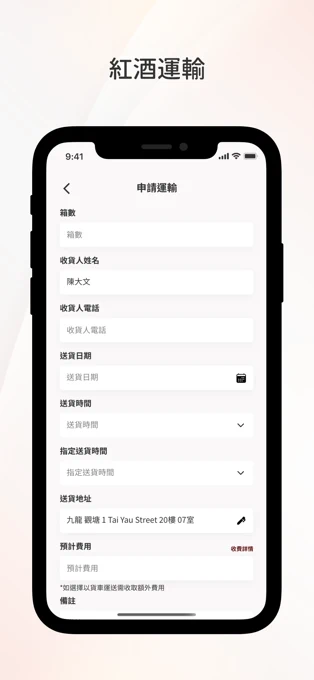 紅酒運輸
9:41
申請運輸
箱數
箱數
收貨人姓名
陳大文
收貨人電話
收貨人電話
送貨日期
送貨日期
送貨時間
送貨時間
指定送貨時間
指定送貨時間
送貨地址
九龍 觀塘 1 Tai Yau Street 20樓 07室
預計費用
收費詳情
預計費用
*如選擇以貨車運送需收取額外費用
備註